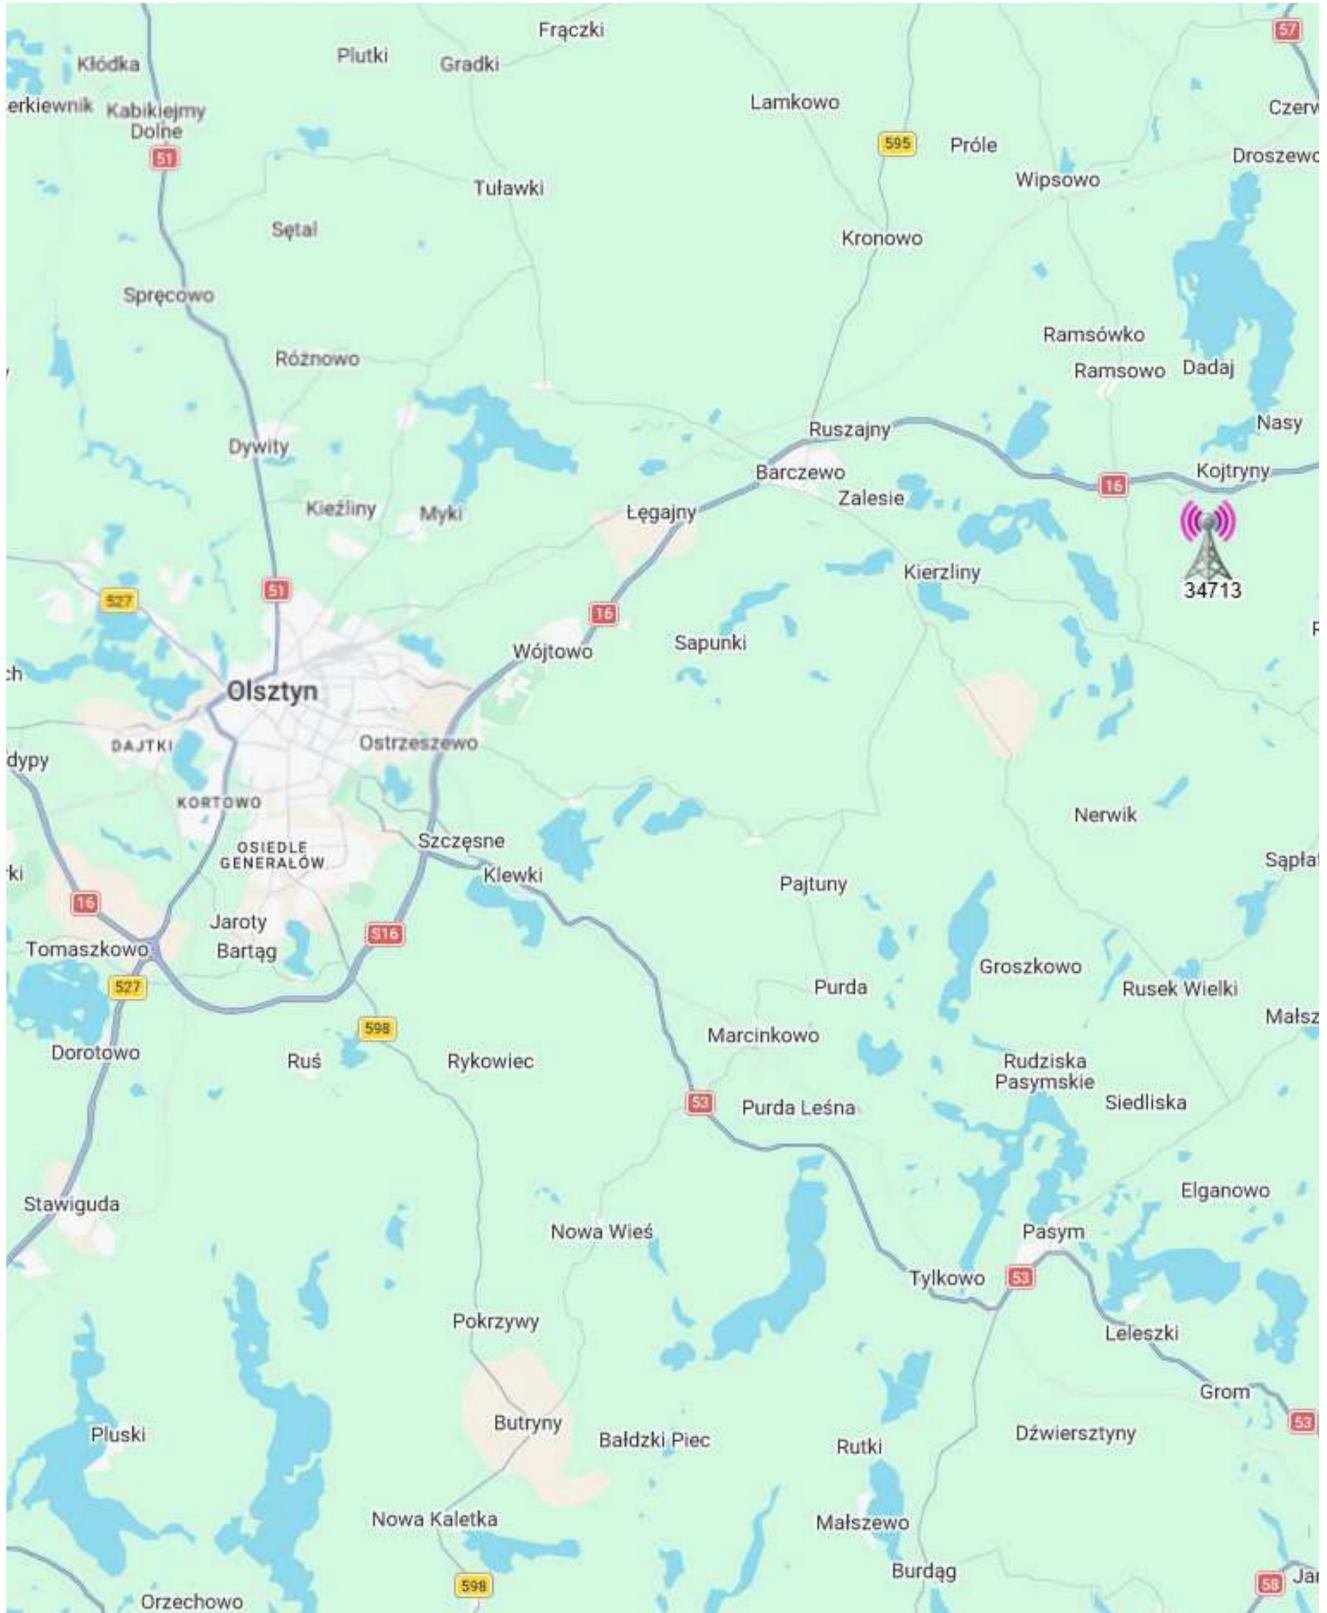 Frączki
57
Plutki
Gradki
Kłódka
erkiewnik
Kabikiejmy
Dolne
Lamkowo
Czerw
51
595
Próle
Droszewo
Wipsowo
Tuławki
Sętal
Kronowo
Spręcowo
Różnowo
Ramsówko
Ramsowo
Dadaj
Nasy
Ruszajny
Dywity
Barczewo
Kojtryny
16
Zalesie
Kieźliny
Myki
Łęgajny
Kierzliny
34713
51
527
16
Sapunki
Wójtowo
ch
Olsztyn
DAJTKI
Ostrzeszewo
dypy
KORTOWO
Nerwik
OSIEDLE
GENERAŁÓW
Szczęsne
Klewki
Sąpłat
rki
Pajtuny
16
Jaroty
S16
Tomaszkowo
Bartąg
Groszkowo
527
Purda
Rusek Wielki
Małsz
598
Marcinkowo
Dorotowo
Ruś
Rykowiec
Rudziska
Pasymskie
53
Purda Leśna
Siedliska
Elganowo
Stawiguda
Nowa Wieś
Pasym
Tylkowo
53
Pokrzywy
Leleszki
Grom
Butryny
53
Pluski
Bałdzki Piec
Rutki
Dźwiersztyny
Nowa Kaletka
Małszewo
Burdąg
598
58
Jar
Orzechowo